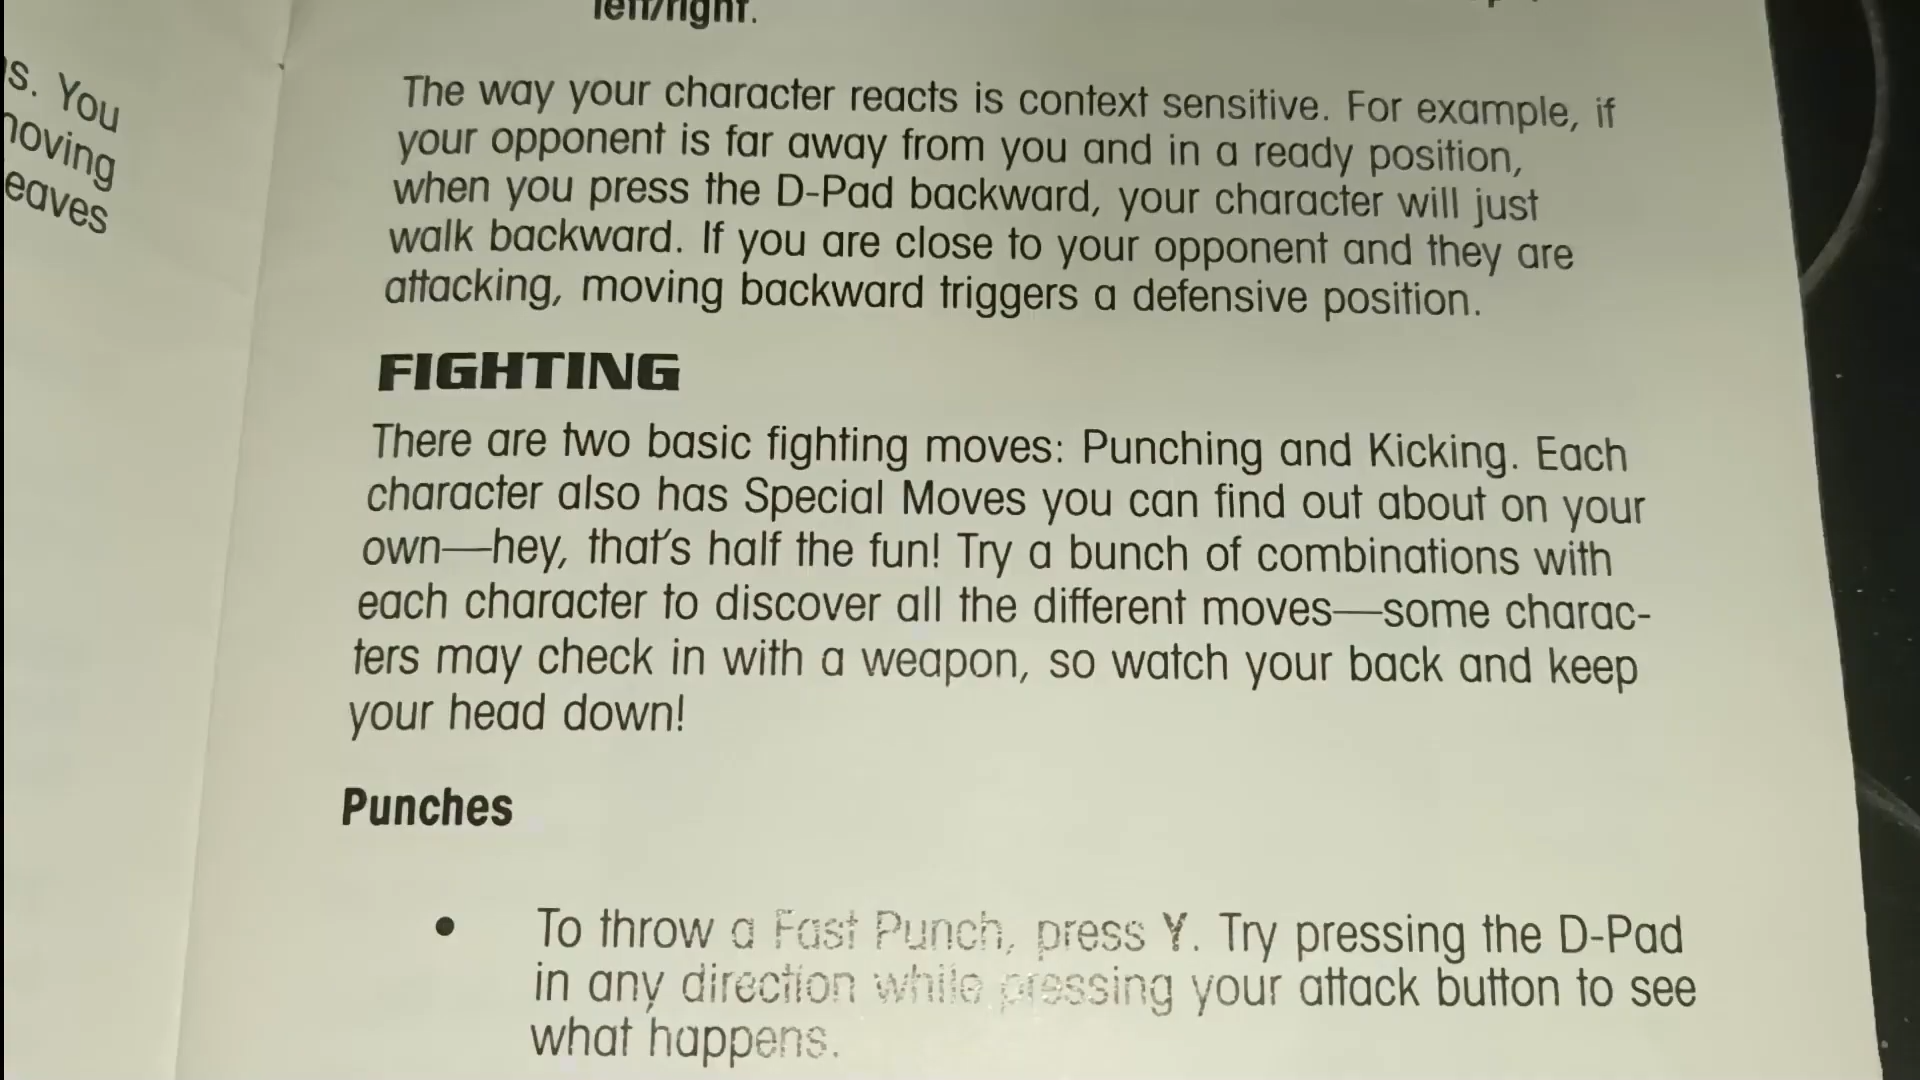 s. You
moving
eaves
left/right.
The way your character reacts is context sensitive. For example, if
your opponent is far away from you and in a ready position,
when you press the D-Pad backward, your character will just
walk backward. If you are close to your opponent and they are
attacking, moving backward triggers a defensive position.
FIGHTING
There are two basic fighting moves: Punching and Kicking. Each
character also has Special Moves you can find out about on your
own—hey, that's half the fun! Try a bunch of combinations with
each character to discover all the different moves—some charac-
ters may check in with a weapon, so watch your back and keep
your head down!
Punches
• To throw a Fast Punch, press Y. Try pressing the D-Pad
in any direction while pressing your attack button to see
what happens.